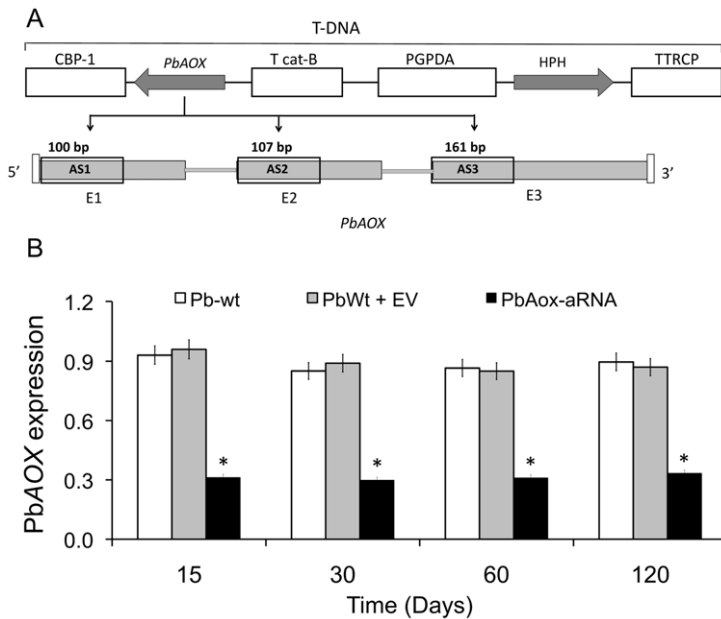 A
T-DNA
CBP-1 PbAOX T cat-B PGPDA HPH TTRCP
100 bp 107 bp 161 bp
5’ AS1 AS2 AS3 3’
E1 E2 E3
PbAOX
B
Pb-wt PbWt + EV PbAox-aRNA
1.2
0.9
0.6
0.3
0.0
* * * *
PbAOX expression
15 30 60 120
Time (Days)